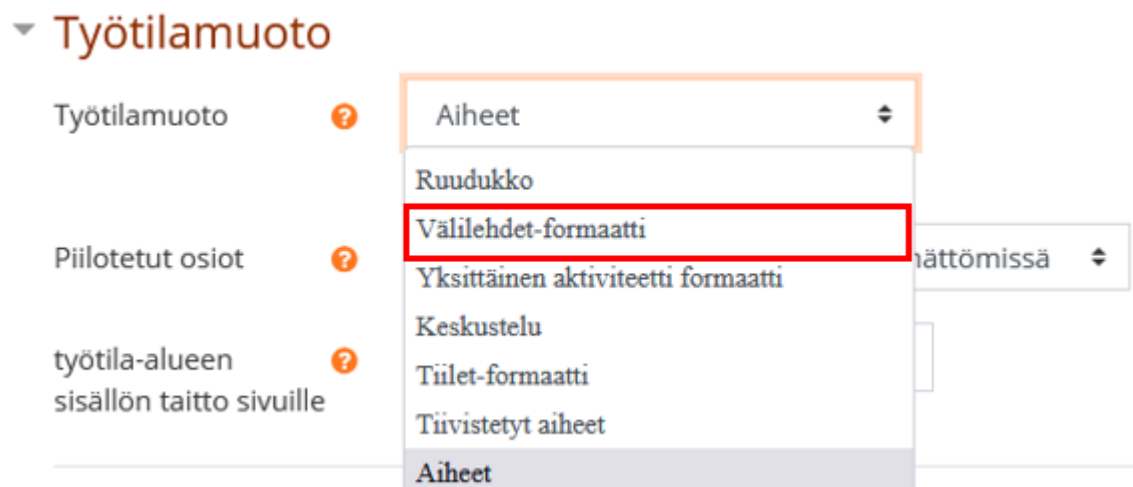 Työtilamuoto
Työtilamuoto
Aiheet
Ruudukko
Välilehdet-formaatti
Piilotetut osiot
Yksittäinen aktiviteetti formaatti
Keskustelu
työtila-alueen
sisällön taitto sivuille
Tiilet-formaatti
Tiivistetyt aiheet
Aiheet